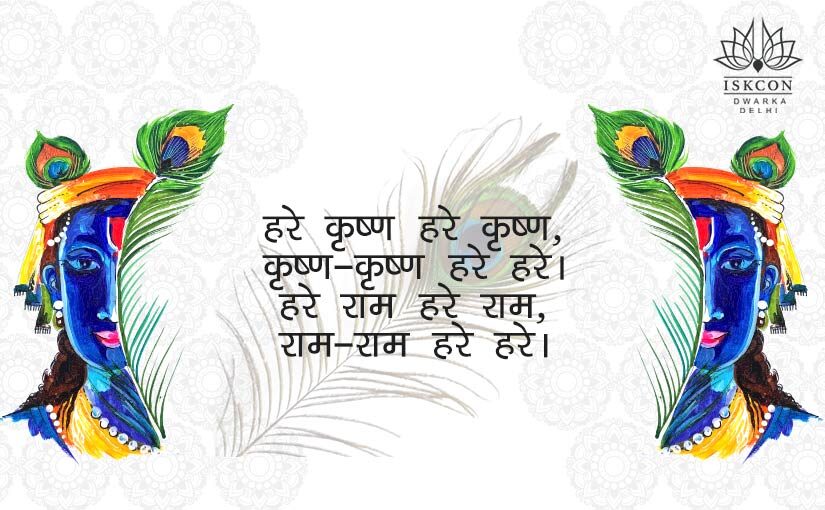 ISKCON
DWARKA
DELHI
हरे कृष्ण हरे कृष्ण,
कृष्ण-कृष्ण हरे हरे।
हरे राम हरे राम,
राम-राम हरे हरे।